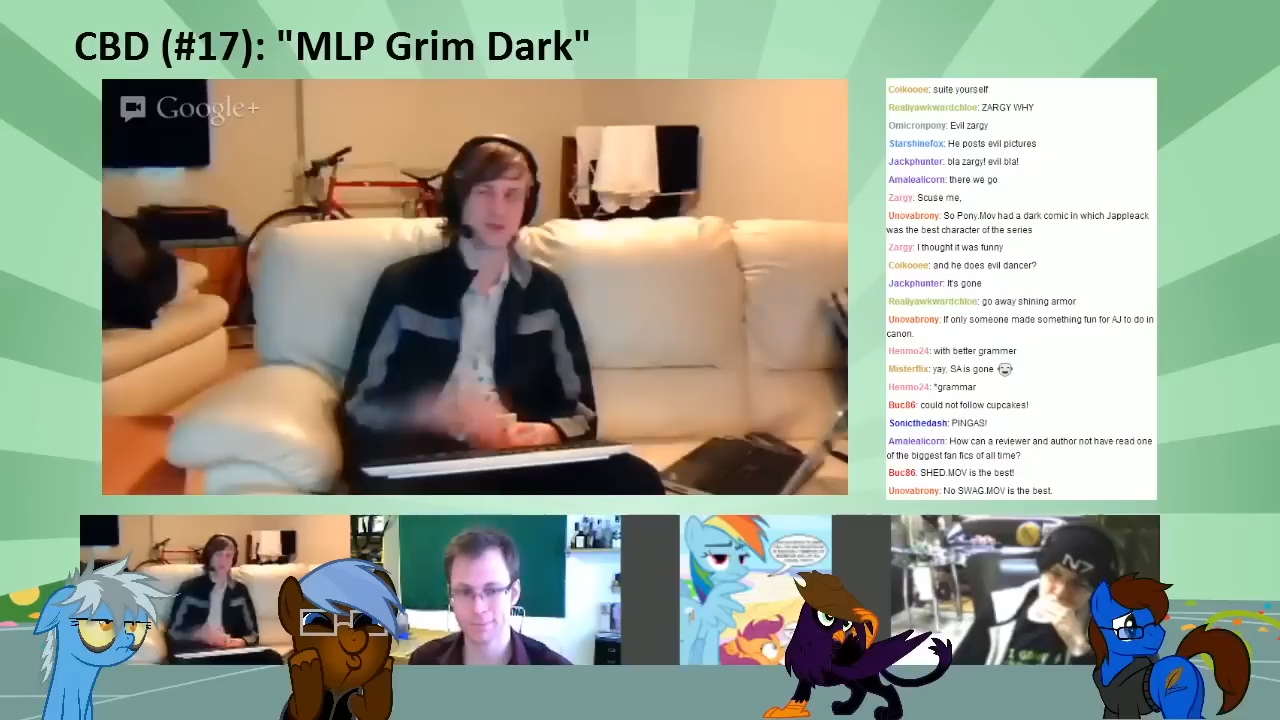 CBD (#17): "MLP Grim Dark"
Google+
Coikooee: suite yourself
Reallyawkwardchloe: ZARGY WHY
Omicronpony: Evil zargy
Starshinefox: He posts evil pictures
Jackphunter: bla zargy! evil bla!
Amalealicorn: there we go
Zargy: Scuse me,
Unovabrony: So Pony.Mov had a dark comic in which Jappleack
was the best character of the series
Zargy: I thought it was funny
Coikooee: and he does evil dancer?
Jackphunter: It's gone
Reallyawkwardchloe: go away shining armor
Unovabrony: If only someone made something fun for AJ to do in
canon.
Henmo24: with better grammer
Misterflix: yay, SA is gone
Henmo24: *grammar
Buc86: could not follow cupcakes!
Sonicthedash: PINGAS!
Amalealicorn: How can a reviewer and author not have read one
of the biggest fan fics of all time?
Buc86: SHED.MOV is the best!
Unovabrony: No SWAG.MOV is the best.
N7